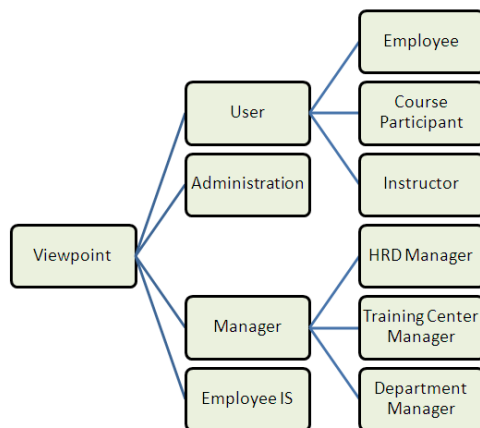 Employee
User
Course
Participant
Administration
Instructor
Viewpoint
HRD Manager
Manager
Training Center
Manager
Employee IS
Department
Manager